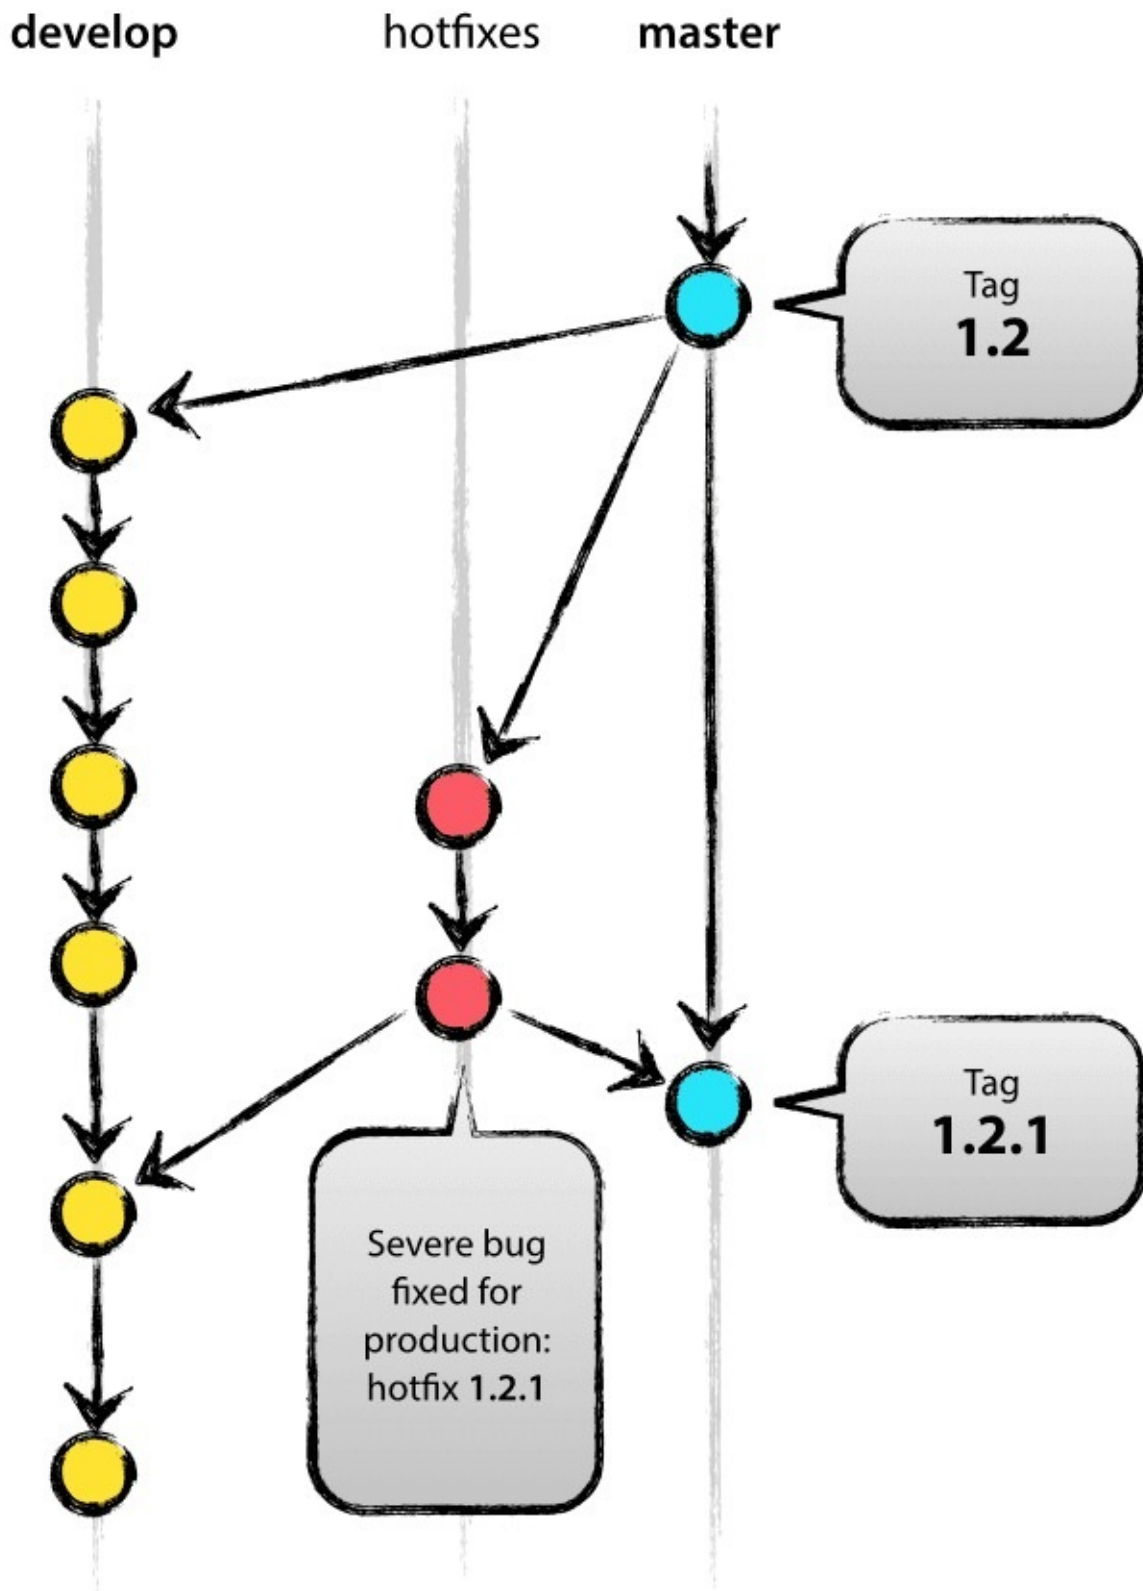 develop
hotfixes
master
Tag
1.2
Tag
1.2.1
Severe bug
fixed for
production:
hotfix 1.2.1